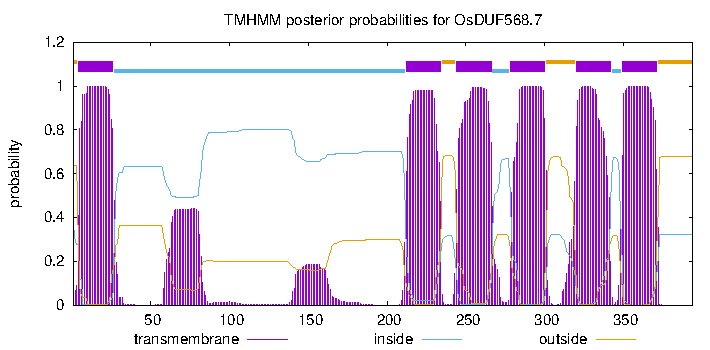 TMHMM posterior probabilities for OsDUF568.7
1.2
1
0.8
0.6
0.4
0.2
0
probability
50 100 150 200 250 300 350
transmembrane inside outside